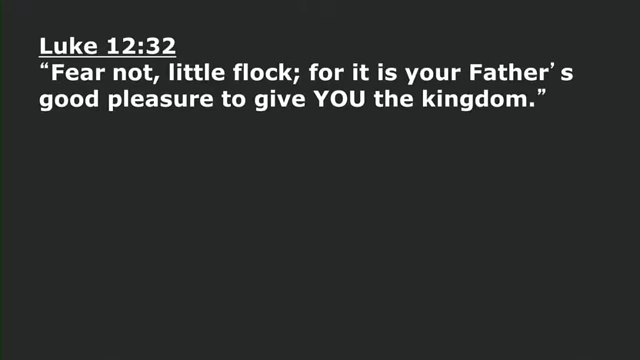 Luke 12:32
“Fear not, little flock; for it is your Father’s
good pleasure to give YOU the kingdom.”